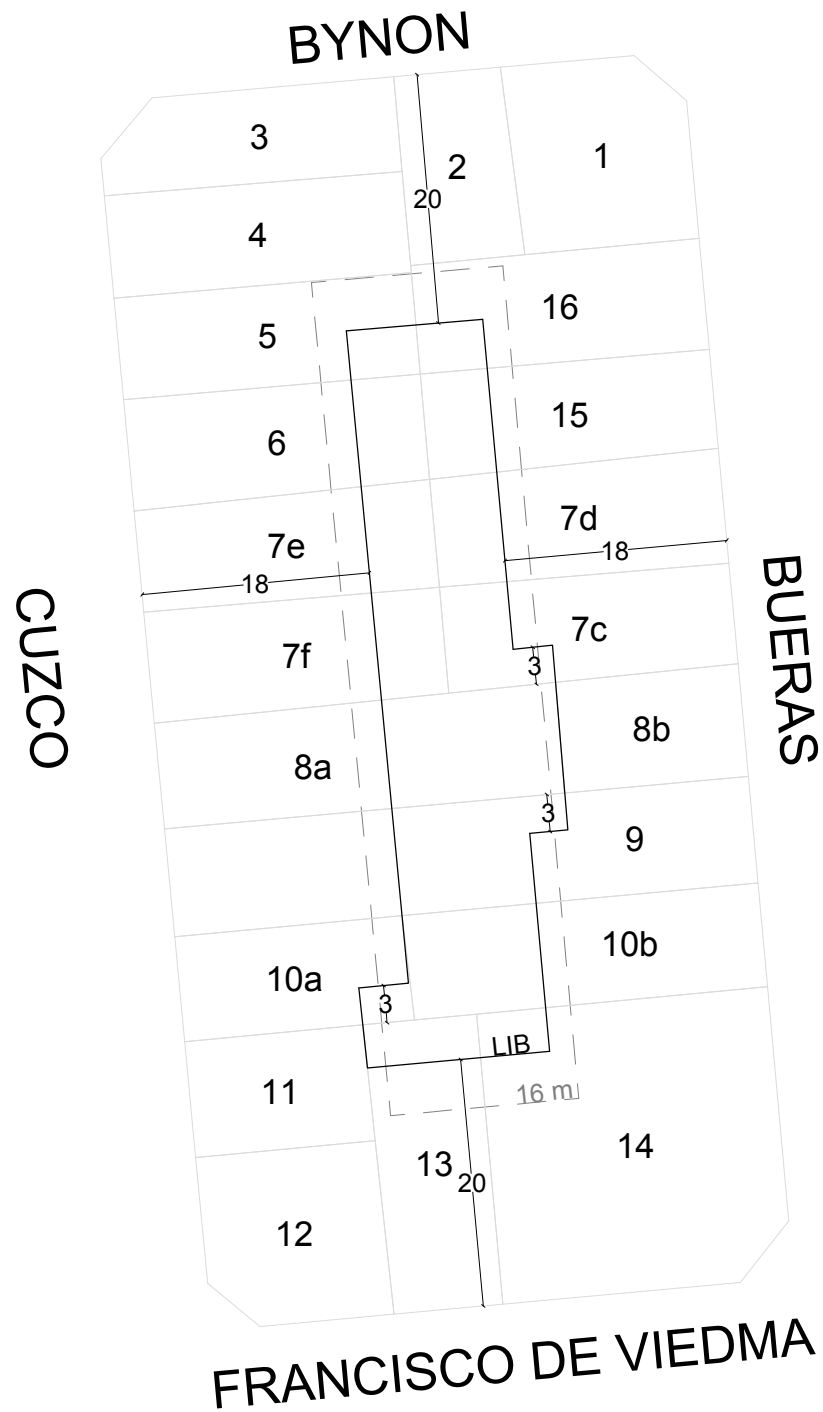 BYNON
3
2
1
20
4
5
16
6
15
7e
7d
18
18
CUZCO
BUERAS
7f
7c
3
8a
8b
3
9
10a
10b
3
LIB
11
16 m
13
14
20
12
FRANCISCO DE VIEDMA